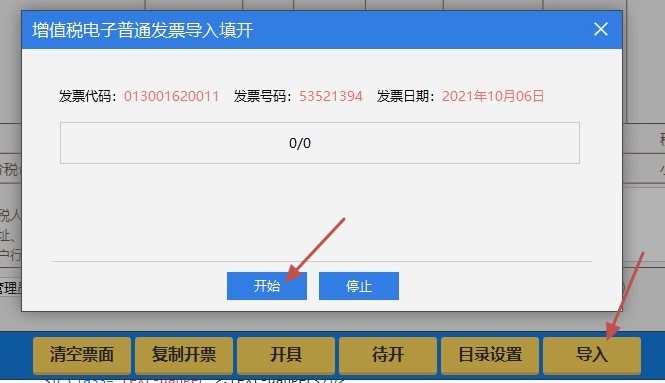 增值税电子普通发票导入填开
发票代码：013001620011 发票号码：53521394 发票日期：2021年10月06日
0/0
开始 停止
清空票面 复制开票 开具 待开 目录设置 导入